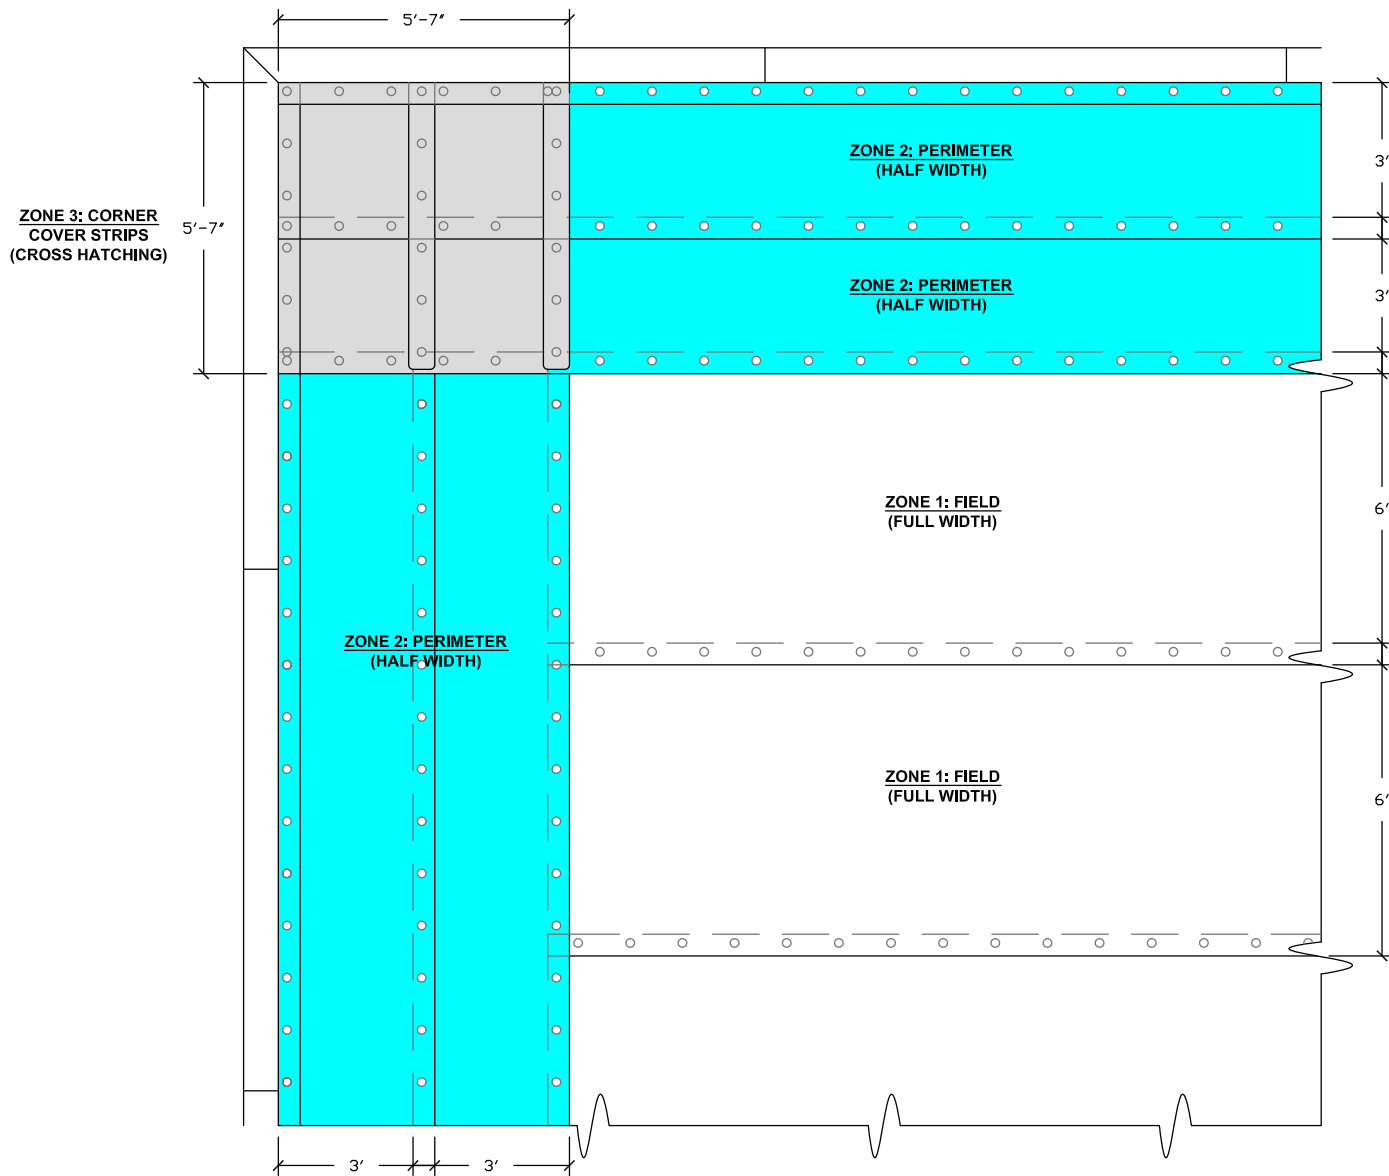 5'-7"
ZONE 2: PERIMETER
(HALF WIDTH)
3'
ZONE 3: CORNER
COVER STRIPS
(CROSS HATCHING)
5'-7"
ZONE 2: PERIMETER
(HALF WIDTH)
3'
ZONE 1: FIELD
(FULL WIDTH)
6'
ZONE 2: PERIMETER
(HALF WIDTH)
ZONE 1: FIELD
(FULL WIDTH)
6'
3'
3'